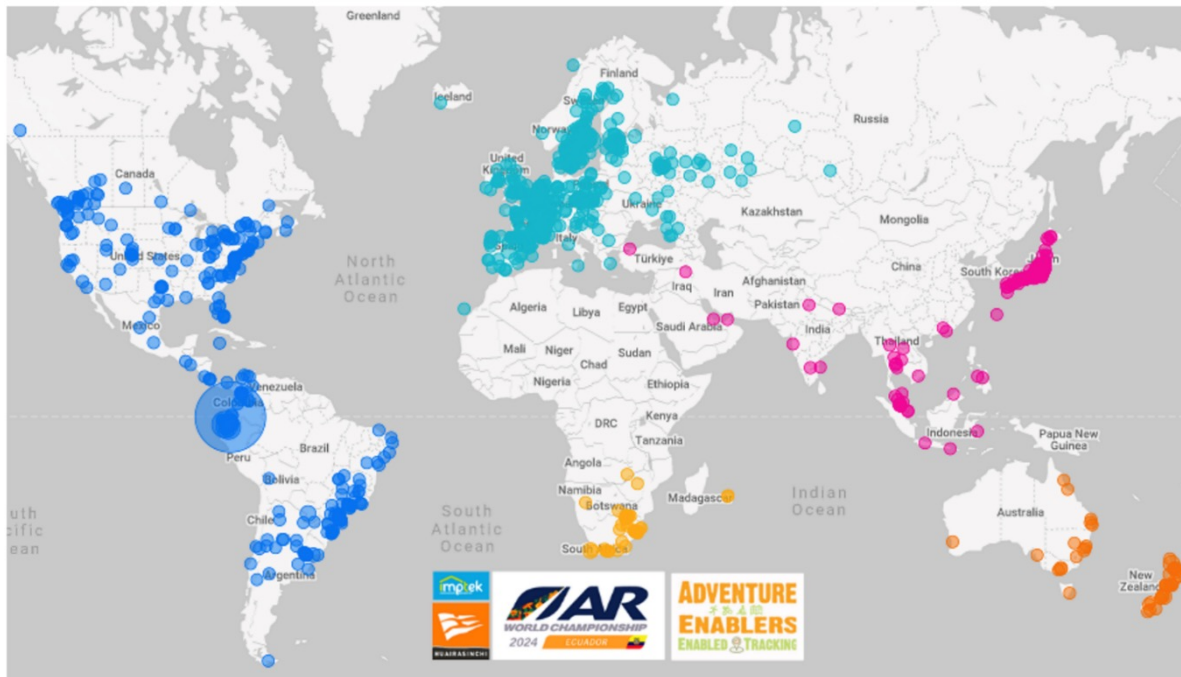 Greenland
Finland
Iceland
Russia
Canada
United
Kingdom
Ukraine
Kazakhstan
Mongolia
Italy
North
Atlantic
Ocean
United States
Türkiye
China
South Korea
Iraq
Iran
Afghanistan
Algeria
Libya
Egypt
Pakistan
Saudi Arabia
India
Mexico
Thailand
Mali
Niger
Chad
Sudan
Nigeria
Ethiopia
Venezuela
Colombia
DRC
Kenya
Tanzania
Indonesia
Papua New
Guinea
Brazil
Peru
Angola
Bolivia
Namibia
Botswana
Madagascar
Indian
Ocean
Australia
Chile
South
Atlantic
Ocean
South Africa
Argentina
New
Zealand
imptek
HUAIRASINCHI
AR
WORLD CHAMPIONSHIP
2024 ECUADOR
ADVENTURE
ENABLERS
ENABLED TRACKING